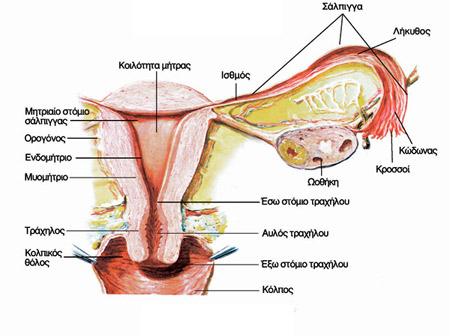 Σάλπιγγα
Λήκυθος
Κοιλότητα μήτρας
Ισθμός
Μητριαίο στόμιο
σάλπιγγας
Ορογόνος
Ενδομήτριο
Μυομήτριο
Κώδωνας
Κροσσοί
Ωοθήκη
Έσω στόμιο τραχήλου
Τράχηλος
Αυλός τραχήλου
Κολπικός
θόλος
Έξω στόμιο τραχήλου
Κόλπος